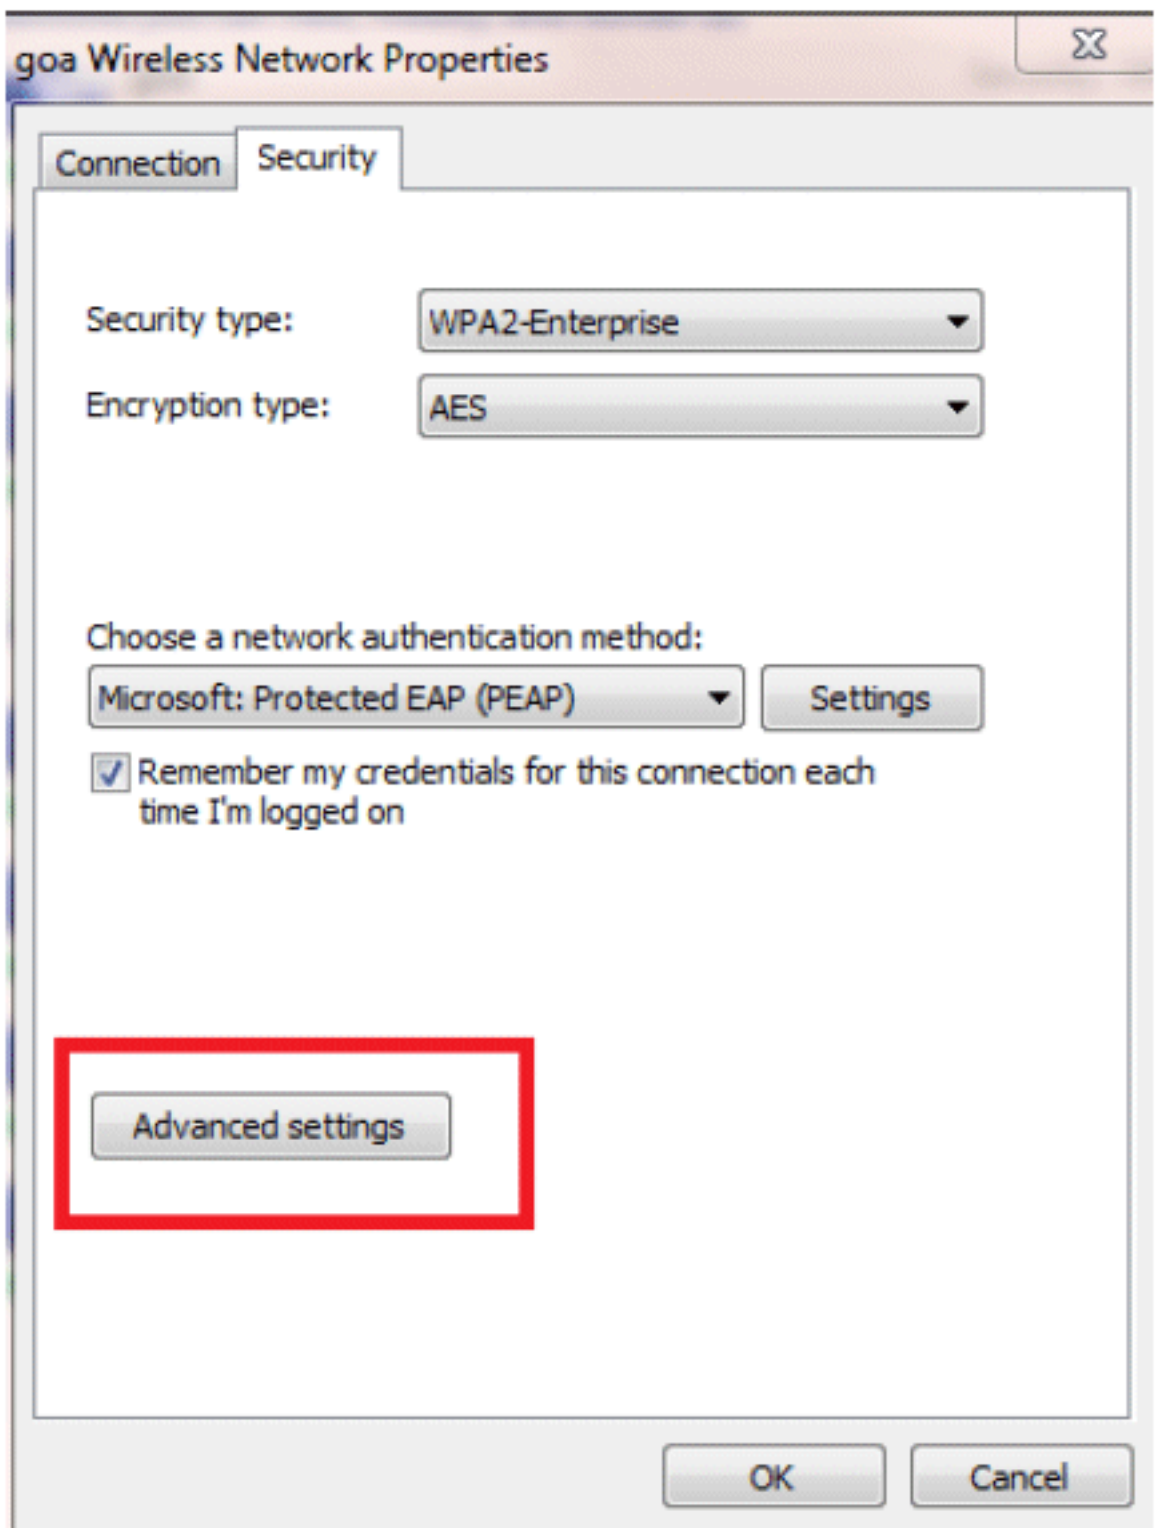 goa Wireless Network Properties
Connection
Security
Security type:
WPA2-Enterprise
Encryption type:
AES
Choose a network authentication method:
Microsoft: Protected EAP (PEAP)
Settings
Remember my credentials for this connection each
time I'm logged on
Advanced settings
OK
Cancel